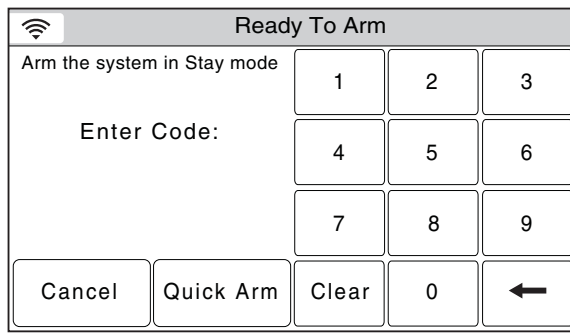 Ready To Arm
Arm the system in Stay mode
Enter Code:
1 2 3
4 5 6
7 8 9
Cancel Quick Arm Clear 0